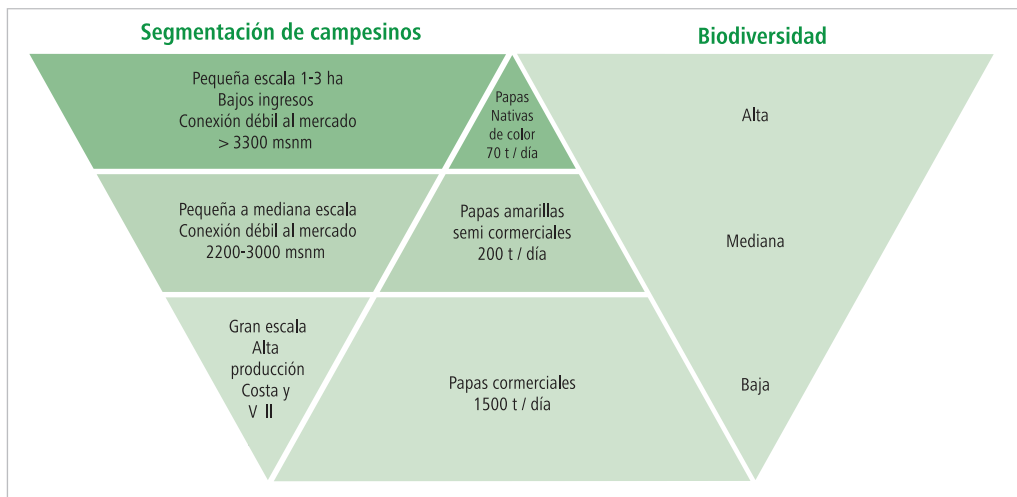 Segmentación de campesinos
Biodiversidad
Pequeña escala 1-3 ha
Bajos ingresos
Conexión débil al mercado
> 3300 msnm
Papas
Nativas
de color
70 t / día
Alta
Pequeña a mediana escala
Conexión débil al mercado
2200-3000 msnm
Papas amarillas
semi comerciales
200 t / día
Mediana
Gran escala
Alta
producción
Costa y
V II
Papas cormerciales
1500 t / día
Baja